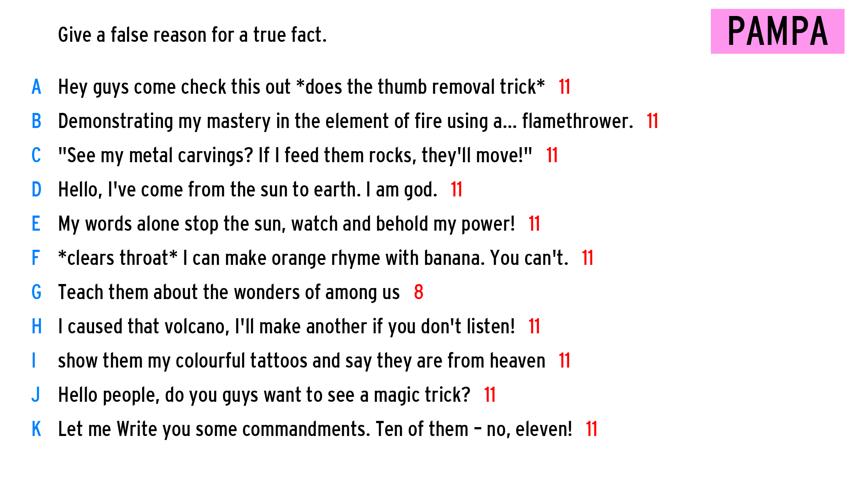 Give a false reason for a true fact.
PAMPA
A Hey guys come check this out *does the thumb removal trick* 11
B Demonstrating my mastery in the element of fire using a... flamethrower. 11
C "See my metal carvings? If I feed them rocks, they'll move!" 11
D Hello, I've come from the sun to earth. I am god. 11
E My words alone stop the sun, watch and behold my power! 11
F *clears throat* I can make orange rhyme with banana. You can't. 11
G Teach them about the wonders of among us 8
H I caused that volcano, I'll make another if you don't listen! 11
I show them my colourful tattoos and say they are from heaven 11
J Hello people, do you guys want to see a magic trick? 11
K Let me Write you some commandments. Ten of them – no, eleven! 11